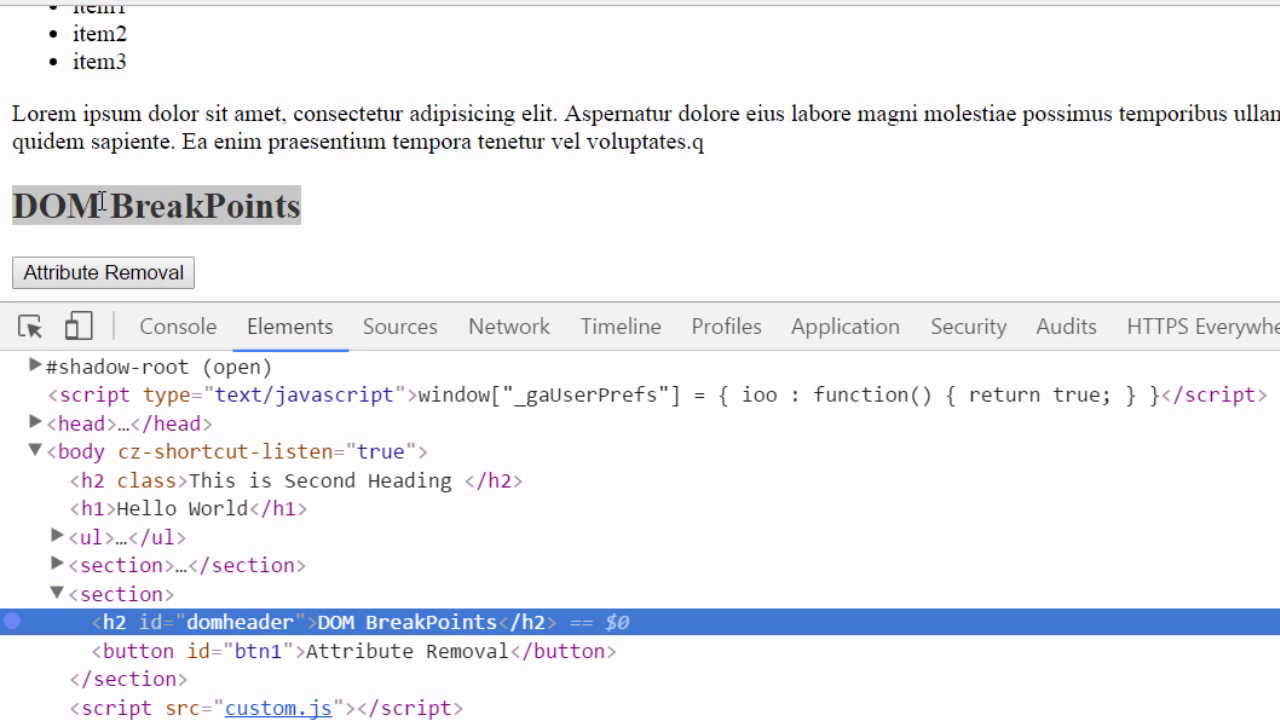 item1
item2
item3
Lorem ipsum dolor sit amet, consectetur adipisicing elit. Aspernatur dolore eius labore magni molestiae possimus temporibus ullam
quidem sapiente. Ea enim praesentium tempora tenetur vel voluptates.q
DOM BreakPoints
Attribute Removal
Console Elements Sources Network Timeline Profiles Application Security Audits HTTPS Everywhe
#shadow-root (open)
<script type="text/javascript">window["_gaUserPrefs"] = { ioo : function() { return true; } }</script>
<head>…</head>
<body cz-shortcut-listen="true">
<h2 class>This is Second Heading </h2>
<h1>Hello World</h1>
<ul>…</ul>
<section>…</section>
<section>
<h2 id="domheader">DOM BreakPoints</h2> == $0
<button id="btn1">Attribute Removal</button>
</section>
<script src="custom.js"></script>